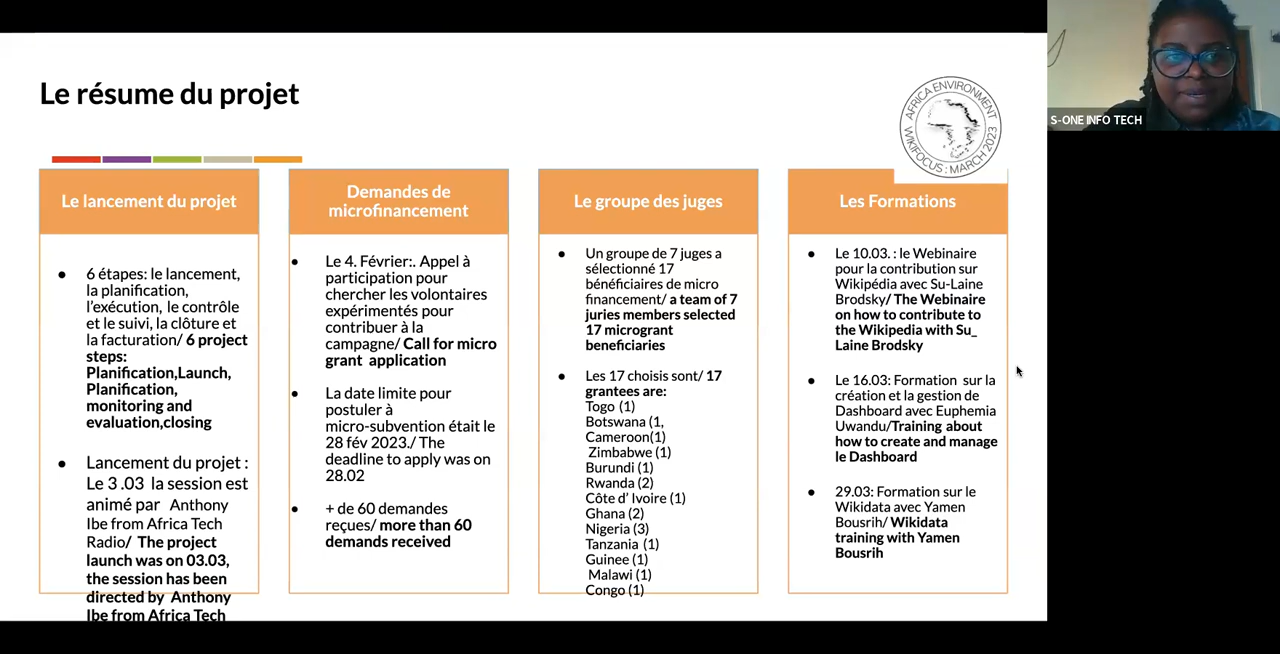 Le résume du projet
AFRICA ENVIRONMENT
WIKIFOCUS : MARCH 2023
S-ONE INFO TECH
Le lancement du projet
6 étapes: le lancement,
la planification,
l'exécution, le contrôle
et le suivi, la clôture et
la facturation/ 6 project
steps:
Planification,Launch,
Planification,
monitoring and
evaluation,closing
Lancement du projet :
Le 3 .03 la session est
animé par Anthony
Ibe from Africa Tech
Radio/ The project
launch was on 03.03,
the session has been
directed by Anthony
Ibe from Africa Tech
Demandes de
microfinancement
Le 4. Février:. Appel à
participation pour
chercher les volontaires
expérimentés pour
contribuer à la
campagne/ Call for micro
grant application
La date limite pour
postuler à
micro-subvention était le
28 fév 2023./ The
deadline to apply was on
28.02
+ de 60 demandes
reçues/ more than 60
demands received
Le groupe des juges
Un groupe de 7 juges a
sélectionné 17
bénéficiaires de micro
financement/ a team of 7
juries members selected
17 microgrant
beneficiaries
Les 17 choisis sont/ 17
grantees are:
Togo (1)
Botswana (1,
Cameroon(1)
Zimbabwe (1)
Burundi (1)
Rwanda (2)
Côte d' Ivoire (1)
Ghana (2)
Nigeria (3)
Tanzania (1)
Guinee (1)
Malawi (1)
Congo (1)
Les Formations
Le 10.03. : le Webinaire
pour la contribution sur
Wikipédia avec Su-Laine
Brodsky/ The Webinaire
on how to contribute to
the Wikipedia with Su_
Laine Brodsky
Le 16.03: Formation sur la
création et la gestion de
Dashboard avec Euphemia
Uwandu/Training about
how to create and manage
le Dashboard
29.03: Formation sur le
Wikidata avec Yamen
Bousrih/ Wikidata
training with Yamen
Bousrih